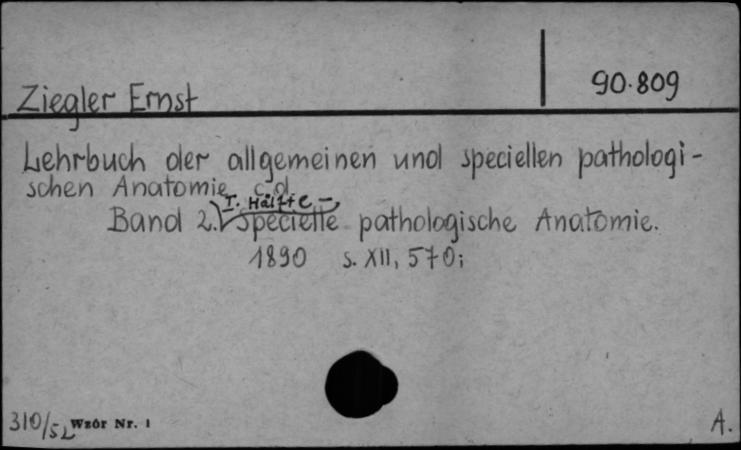 90.809
Ziegler Ernst
Lehrbuch der allgemeinen und speciellen pathologi-
schen Anatomie c.d.
I. Hälfte -
Band 2. specielle pathologische Anatomie.
1890 s. XII, 570;
310/52 Wzór Nr. 1 A.